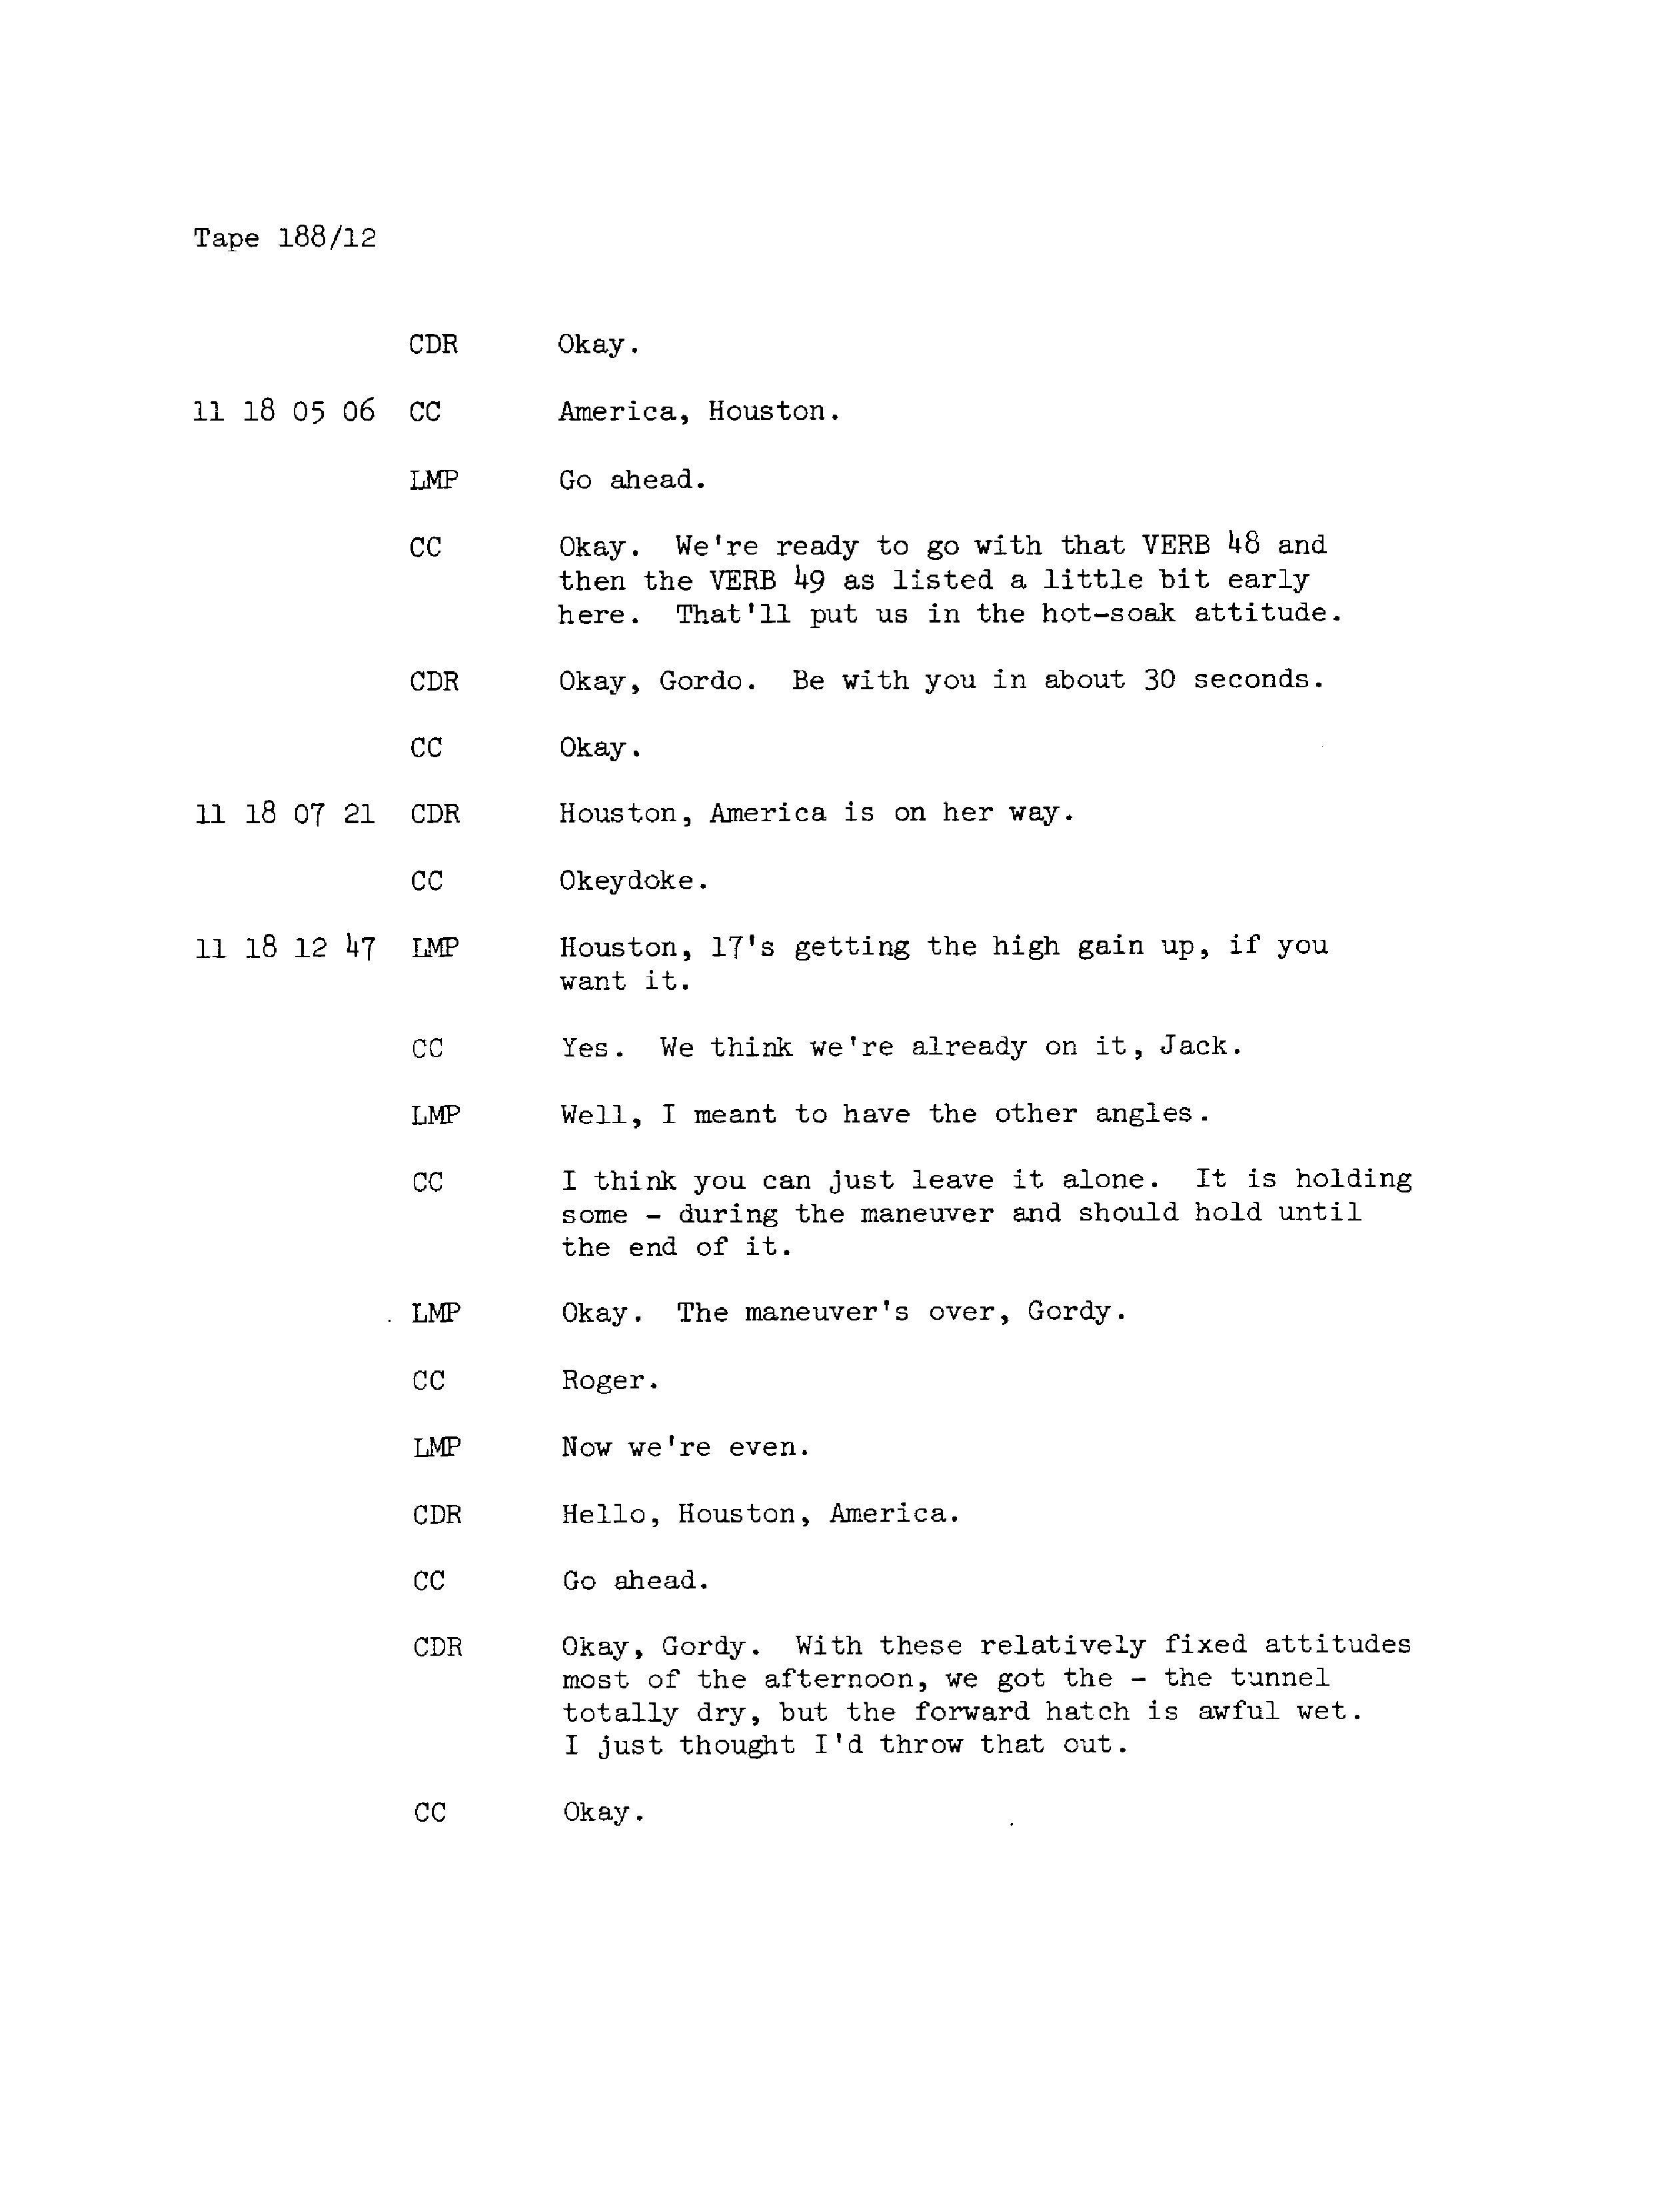 Tape 188/12
CDR Okay.
11 18 05 06 CC America, Houston.
LMP Go ahead.
CC Okay. We're ready to go with that VERB 48 and
then the VERB 49 as listed a little bit early
here. That'll put us in the hot-soak attitude.
CDR Okay, Gordo. Be with you in about 30 seconds.
CC Okay.
11 18 07 21 CDR Houston, America is on her way.
CC Okeydoke.
11 18 12 47 LMP Houston, 17's getting the high gain up, if you
want it.
CC Yes. We think we're already on it, Jack.
LMP Well, I meant to have the other angles.
CC I think you can just leave it alone. It is holding
some - during the maneuver and should hold until
the end of it.
LMP Okay. The maneuver's over, Gordy.
CC Roger.
LMP Now we're even.
CDR Hello, Houston, America.
CC Go ahead.
CDR Okay, Gordy. With these relatively fixed attitudes
most of the afternoon, we got the - the tunnel
totally dry, but the forward hatch is awful wet.
I just thought I'd throw that out.
CC Okay.